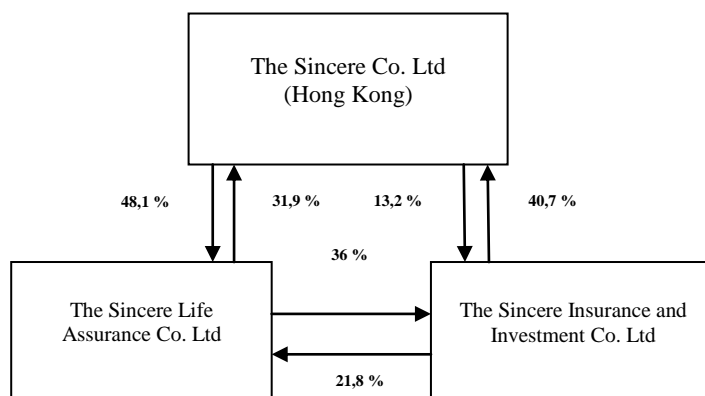 The Sincere Co. Ltd
(Hong Kong)
48,1 %
31,9 %
13,2 %
40,7 %
36 %
The Sincere Life
Assurance Co. Ltd
The Sincere Insurance and
Investment Co. Ltd
21,8 %